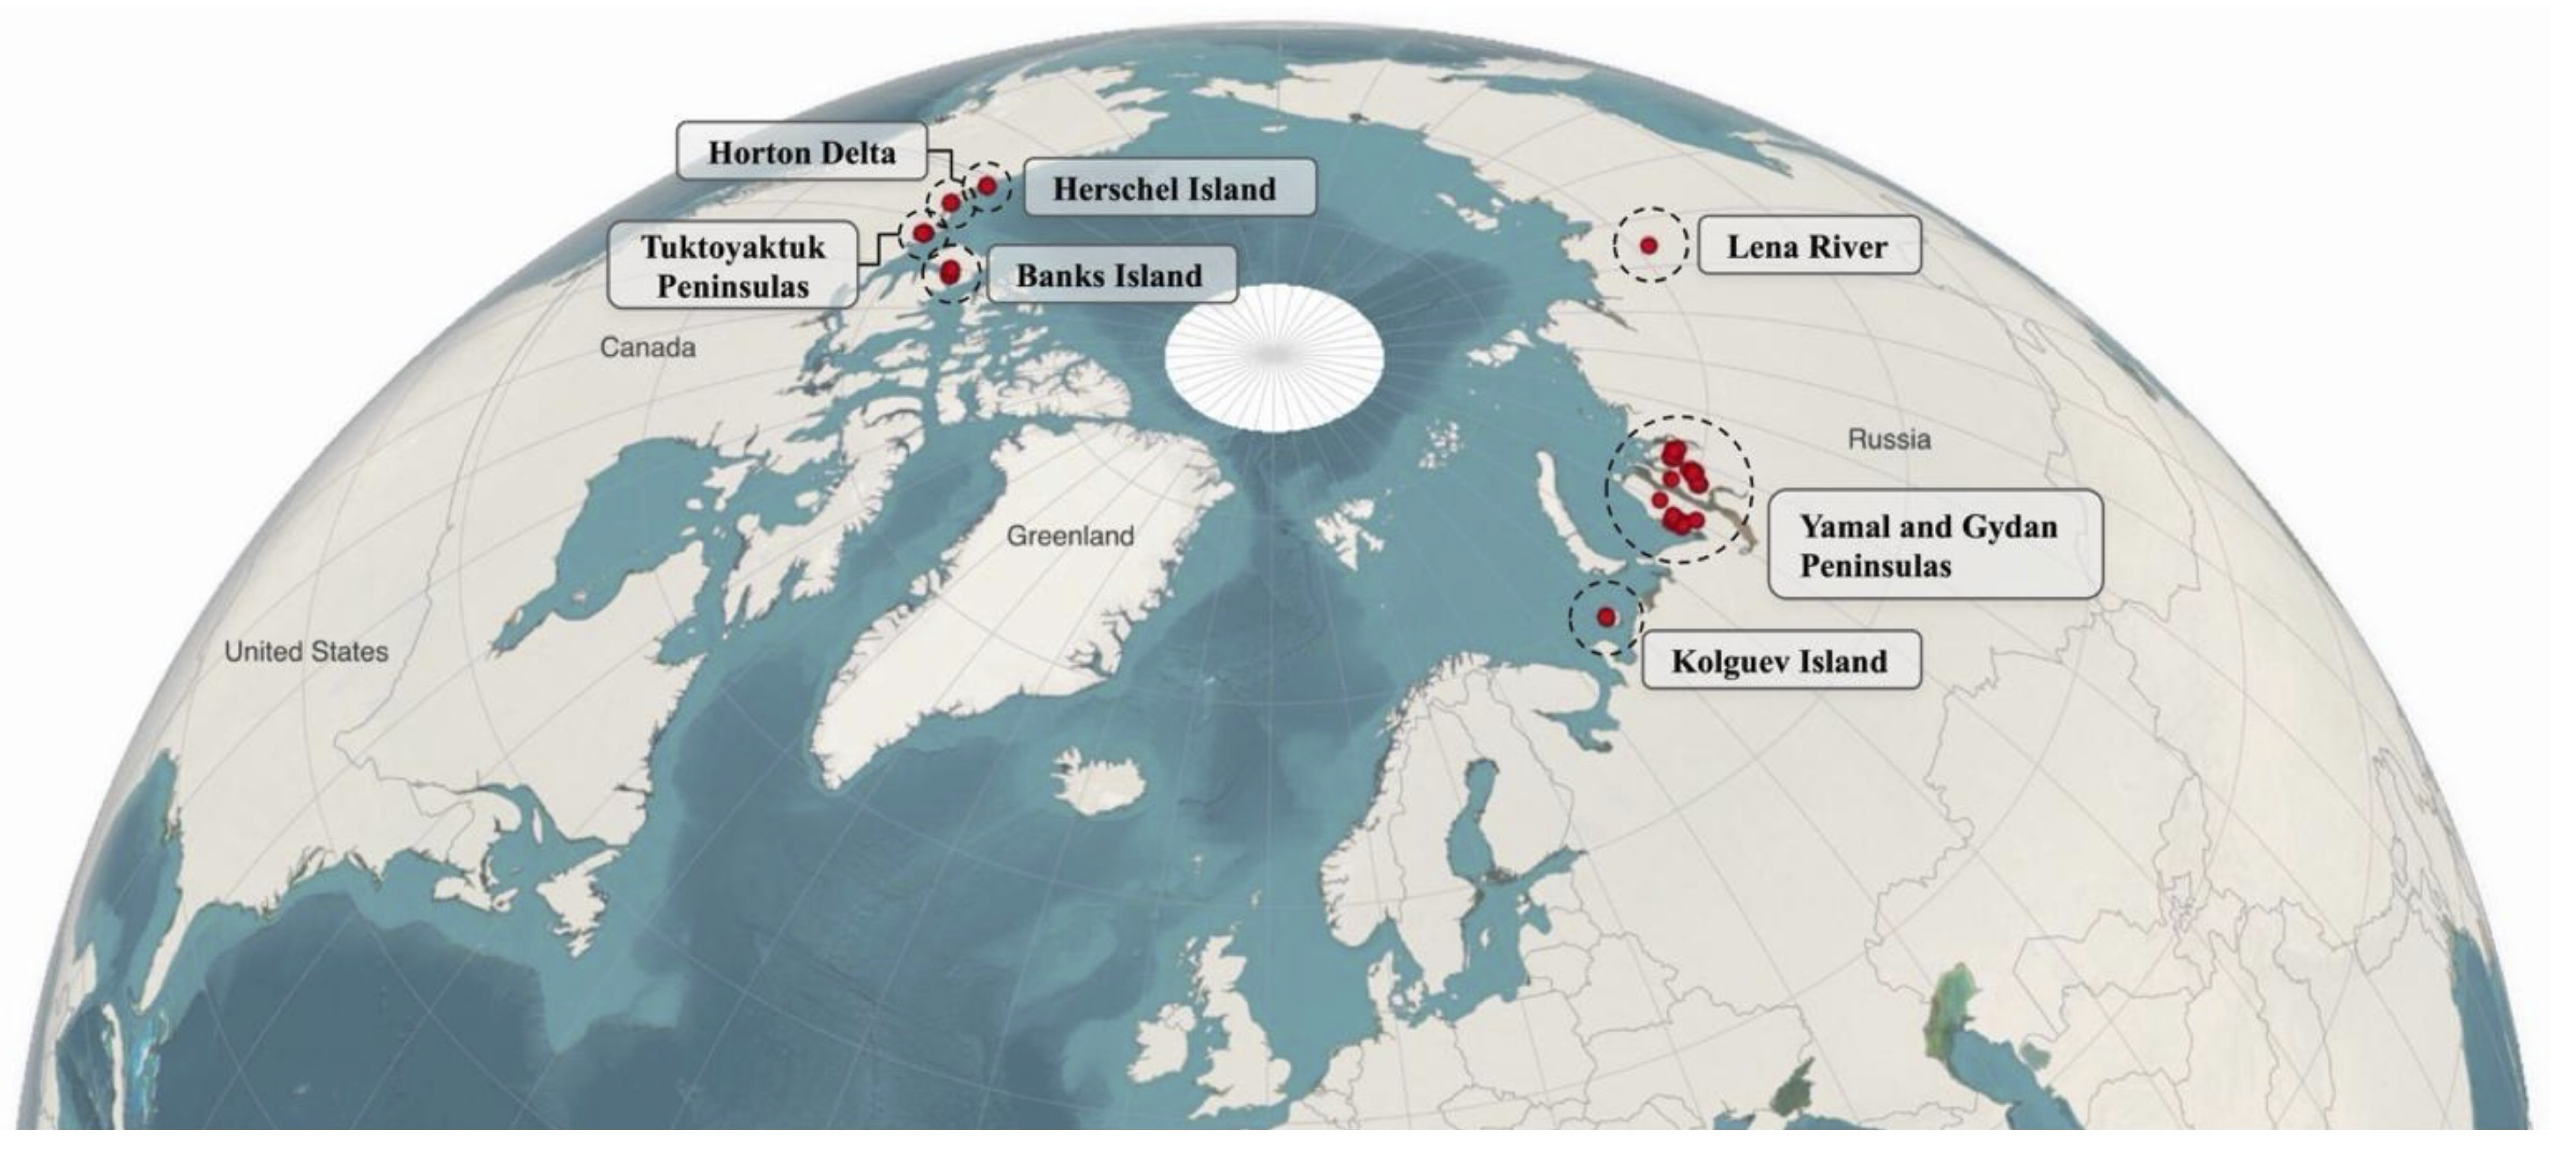 Horton Delta
Herschel Island
Tuktoyaktuk
Peninsulas
Banks Island
Lena River
Canada
Russia
Greenland
Yamal and Gydan
Peninsulas
United States
Kolguev Island